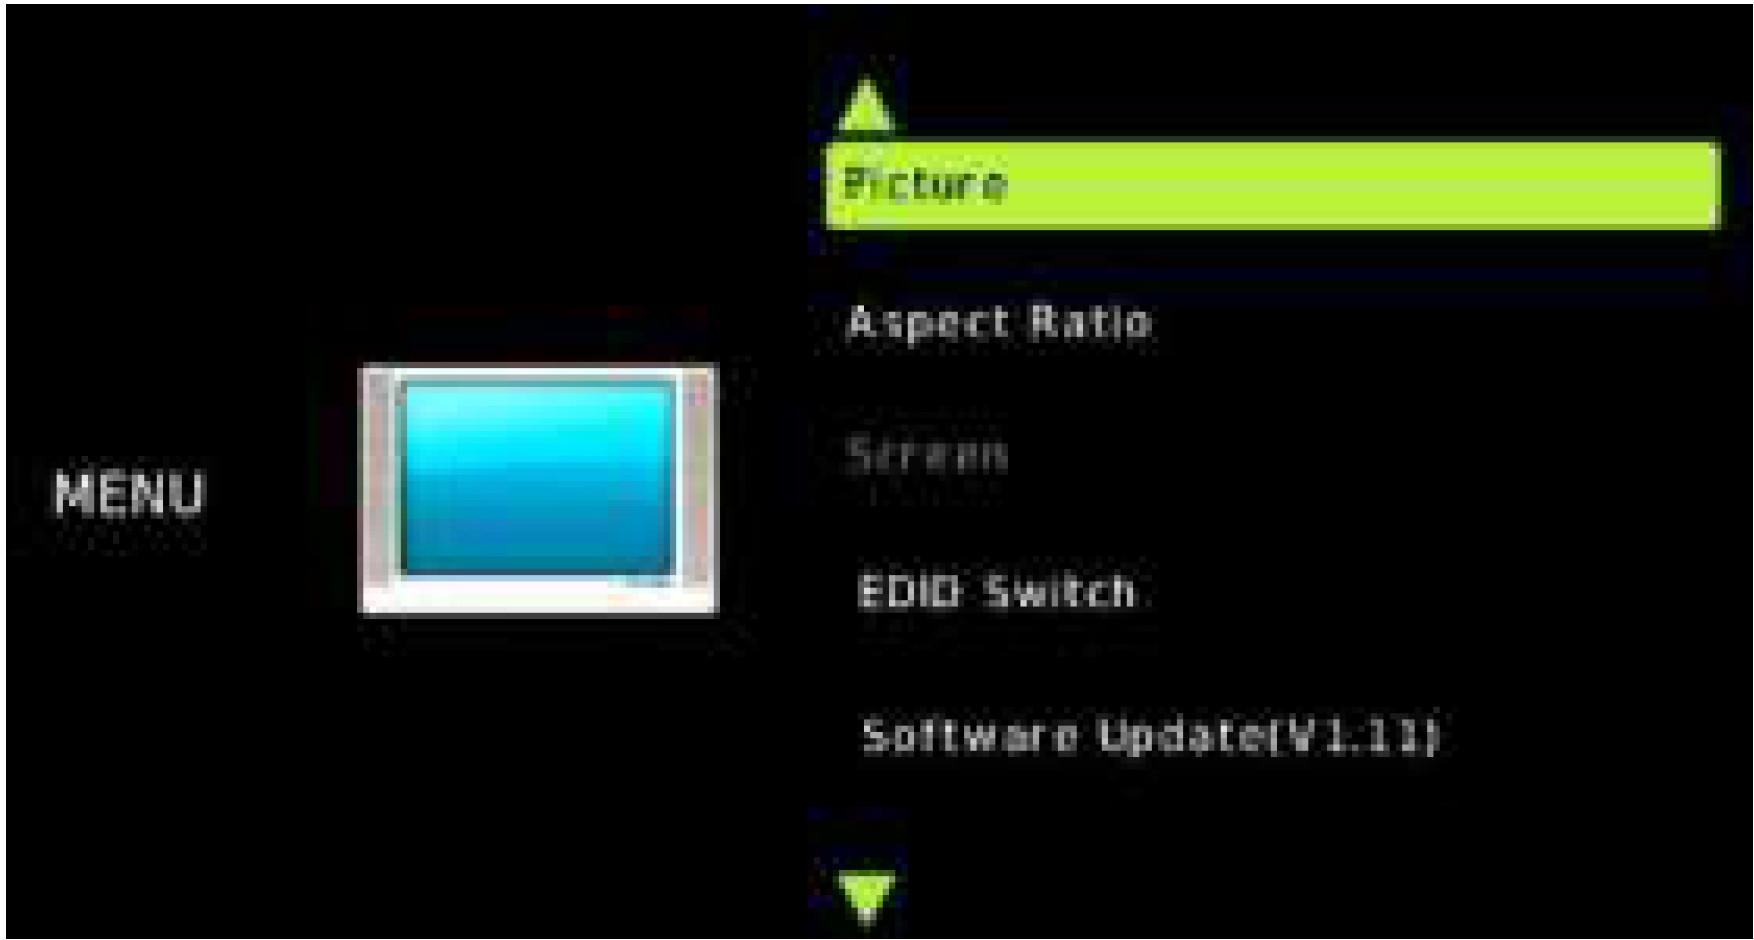 MENU
Picture
Aspect Ratio
Screen
EDID Switch
Software Update(V1.11)